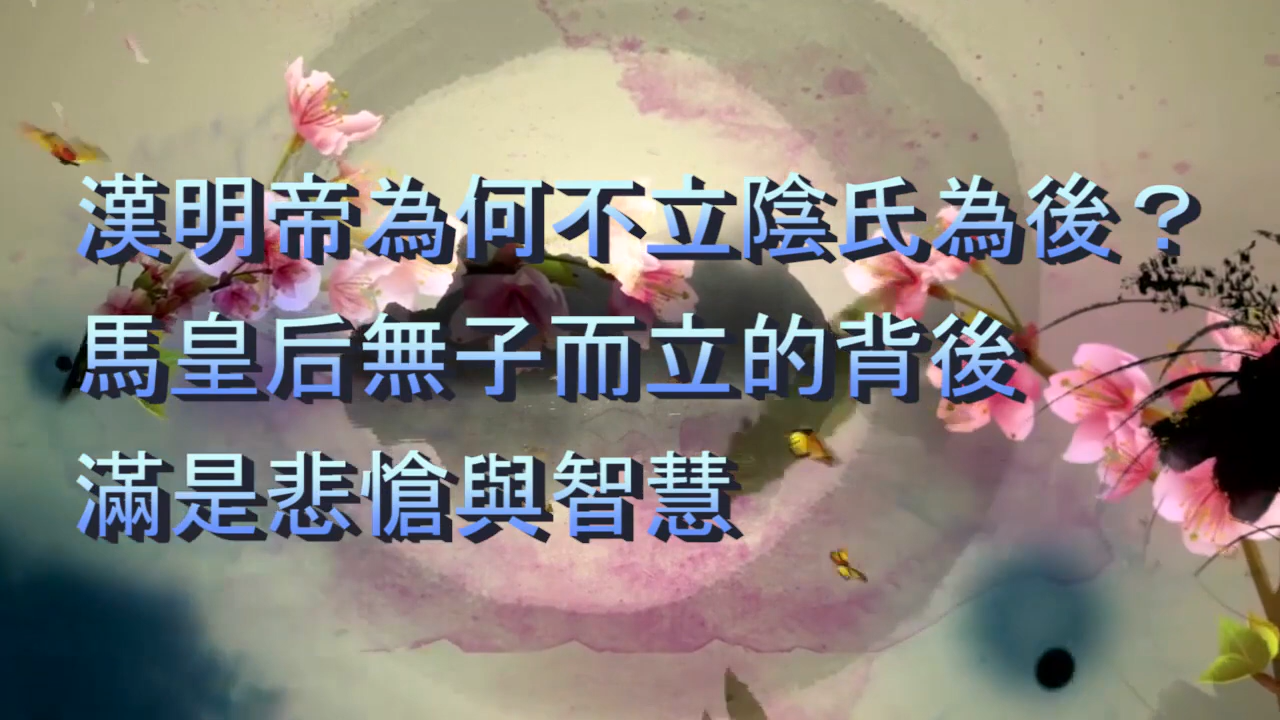 漢明帝為何不立陰氏為後？
馬皇后無子而立的背後
滿是悲愴與智慧